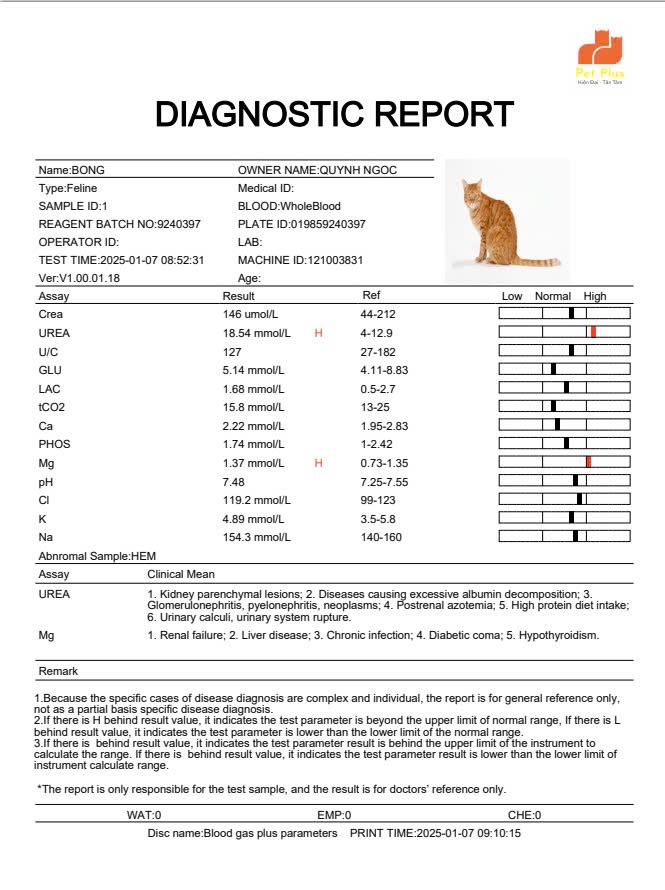 Pet Plus
Hiện Đại - Tận Tâm
DIAGNOSTIC REPORT
Name:BONG OWNER NAME:QUYNH NGOC
Type:Feline Medical ID:
SAMPLE ID:1 BLOOD:WholeBlood
REAGENT BATCH NO:9240397 PLATE ID:019859240397
OPERATOR ID: LAB:
TEST TIME:2025-01-07 08:52:31 MACHINE ID:121003831
Ver:V1.00.01.18 Age:
Assay Result Ref Low Normal High
Crea 146 umol/L 44-212
UREA 18.54 mmol/L H 4-12.9
U/C 127 27-182
GLU 5.14 mmol/L 4.11-8.83
LAC 1.68 mmol/L 0.5-2.7
tCO2 15.8 mmol/L 13-25
Ca 2.22 mmol/L 1.95-2.83
PHOS 1.74 mmol/L 1-2.42
Mg 1.37 mmol/L H 0.73-1.35
pH 7.48 7.25-7.55
Cl 119.2 mmol/L 99-123
K 4.89 mmol/L 3.5-5.8
Na 154.3 mmol/L 140-160
Abnromal Sample:HEM
Assay Clinical Mean
UREA 1. Kidney parenchymal lesions; 2. Diseases causing excessive albumin decomposition; 3.
Glomerulonephritis, pyelonephritis, neoplasms; 4. Postrenal azotemia; 5. High protein diet intake;
6. Urinary calculi, urinary system rupture.
Mg 1. Renal failure; 2. Liver disease; 3. Chronic infection; 4. Diabetic coma; 5. Hypothyroidism.
Remark
1.Because the specific cases of disease diagnosis are complex and individual, the report is for general reference only,
not as a partial basis specific disease diagnosis.
2.If there is H behind result value, it indicates the test parameter is beyond the upper limit of normal range, If there is L
behind result value, it indicates the test parameter is lower than the lower limit of the normal range.
3.If there is behind result value, it indicates the test parameter result is behind the upper limit of the instrument to
calculate the range. If there is behind result value, it indicates the test parameter result is lower than the lower limit of
instrument calculate range.
*The report is only responsible for the test sample, and the result is for doctors' reference only.
WAT:0 EMP:0 CHE:0
Disc name:Blood gas plus parameters PRINT TIME:2025-01-07 09:10:15